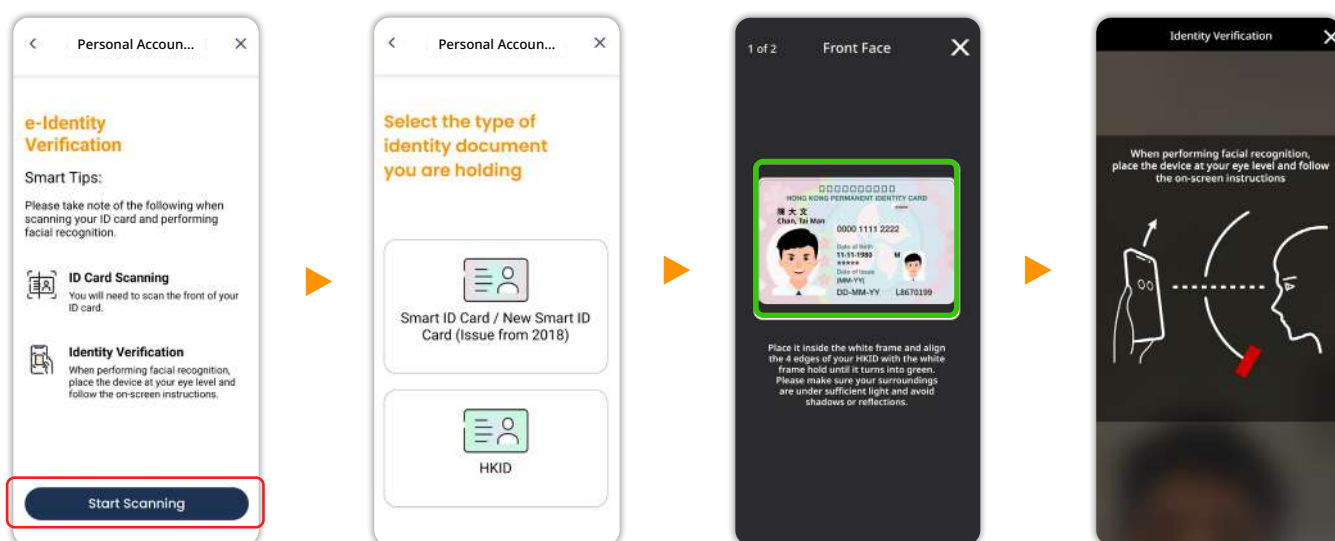 Personal Accoun...
e-Identity
Verification
Smart Tips:
Please take note of the following when
scanning your ID card and performing
facial recognition.
ID Card Scanning
You will need to scan the front of your
ID card.
Identity Verification
When performing facial recognition,
place the device at your eye level and
follow the on-screen instructions.
Start Scanning
Personal Accoun...
Select the type of
identity document
you are holding
Smart ID Card / New Smart ID
Card (Issue from 2018)
HKID
1 of 2 Front Face
HONG KONG PERMANENT IDENTITY CARD
陳大文
Chan, Tai Man
0000 1111 2222
Date of Birth
11-11-1980 M
*****
Date of Issue
(MM-YY)
DD-MM-YY L8670199
Place it inside the white frame and align
the 4 edges of your HKID with the white
frame hold until it turns into green.
Please make sure your surroundings
are under sufficient light and avoid
shadows or reflections.
Identity Verification
When performing facial recognition,
place the device at your eye level and follow
the on-screen instructions